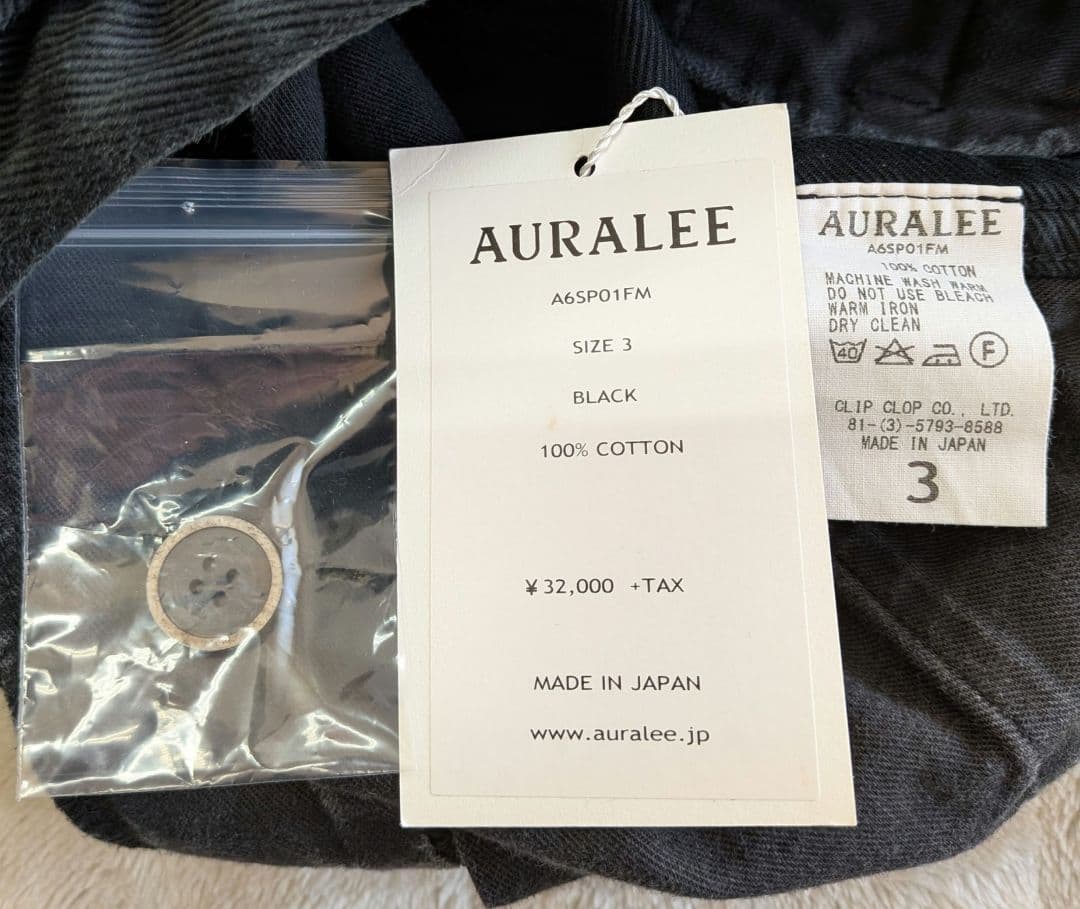 AURALEE
A6SP01FM
SIZE 3
BLACK
100% COTTON
¥32,000 +TAX
MADE IN JAPAN
www.auralee.jp
AURALEE
A6SP01FM
100% COTTON
MACHINE WASH WARM
DO NOT USE BLEACH
WARM IRON
DRY CLEAN
40 F
CLIP CLOP CO., LTD.
81-(3)-5793-8588
MADE IN JAPAN
3